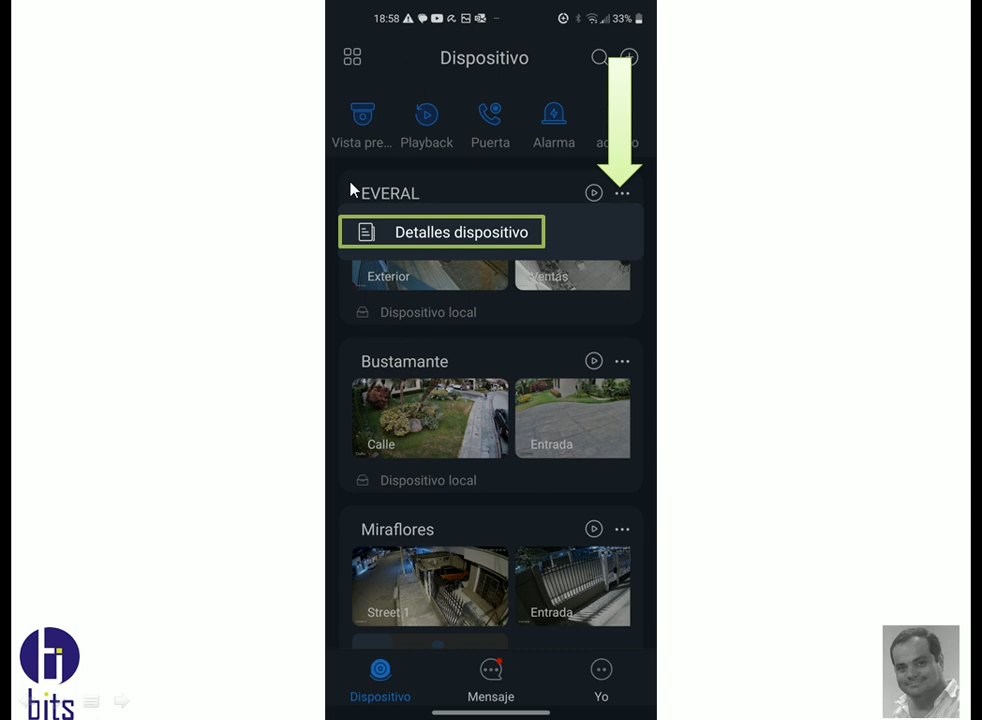 18:58
33%
Dispositivo
Vista pre...
Playback
Puerta
Alarma
EVERAL
Detalles dispositivo
Exterior
Ventas
Dispositivo local
Bustamante
Calle
Entrada
Dispositivo local
Miraflores
Street 1
Entrada
Dispositivo
Mensaje
Yo
bits